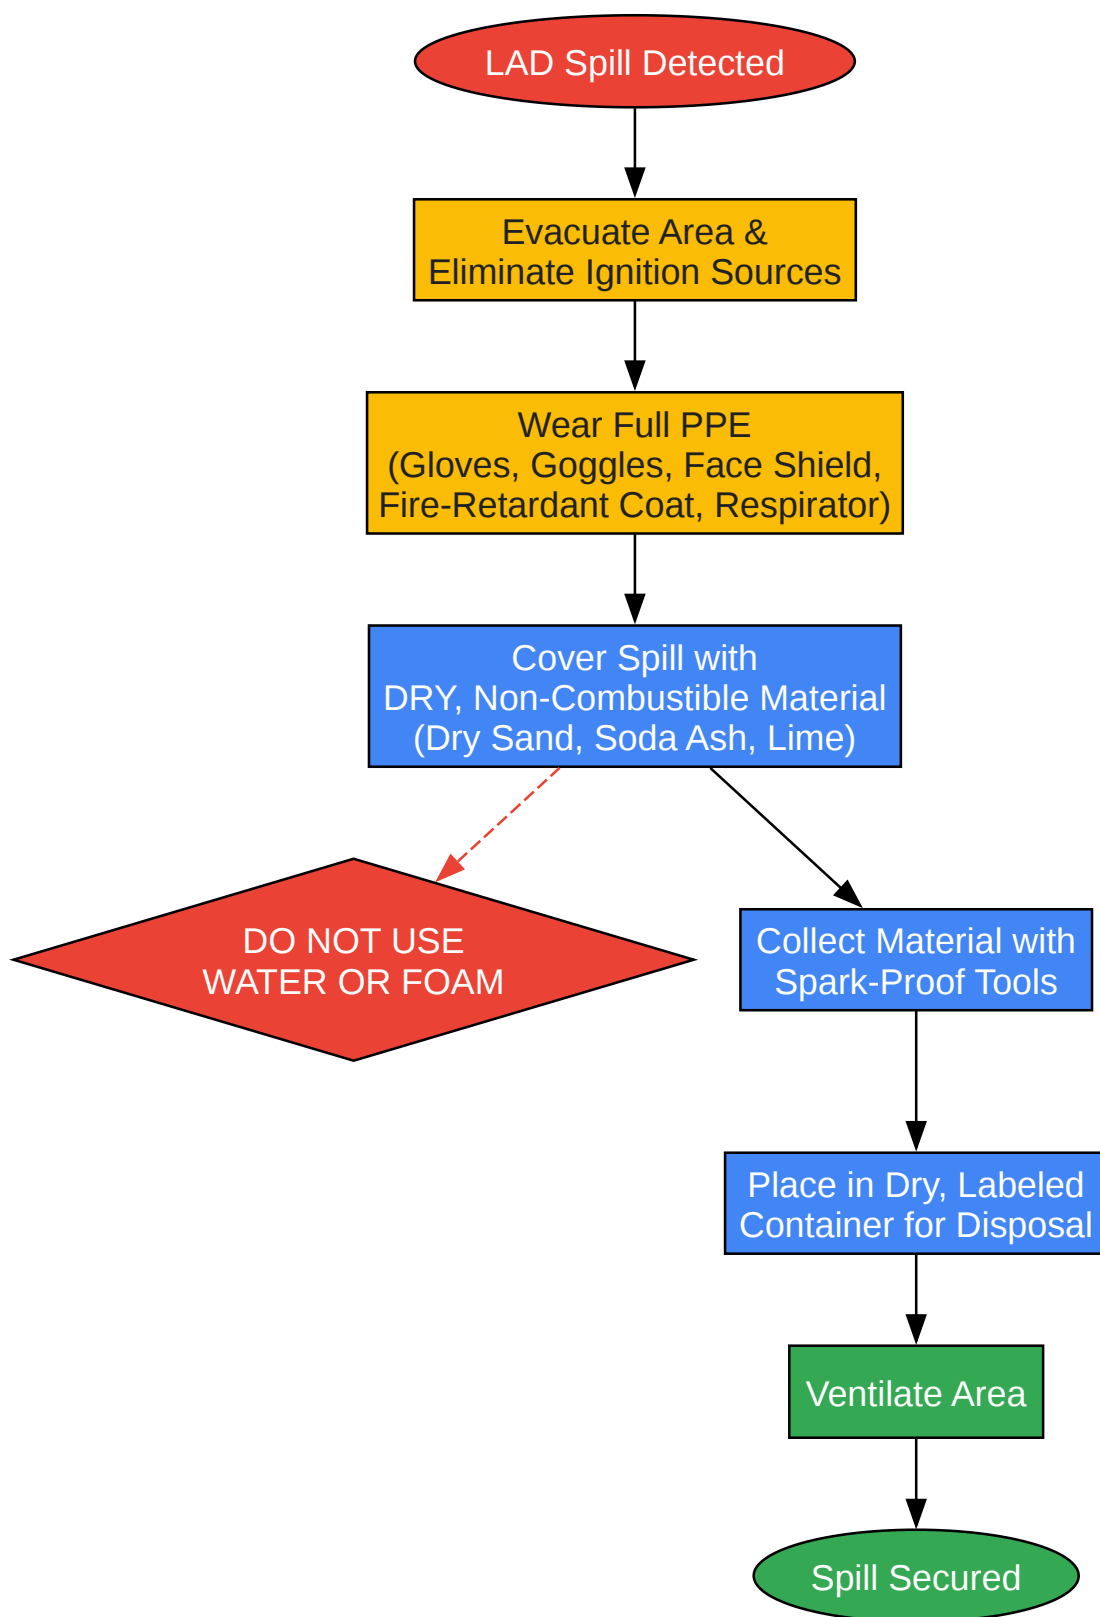 LAD Spill Detected
Evacuate Area &
Eliminate Ignition Sources
Wear Full PPE
(Gloves, Goggles, Face Shield,
Fire-Retardant Coat, Respirator)
Cover Spill with
DRY, Non-Combustible Material
(Dry Sand, Soda Ash, Lime)
DO NOT USE
WATER OR FOAM
Collect Material with
Spark-Proof Tools
Place in Dry, Labeled
Container for Disposal
Ventilate Area
Spill Secured